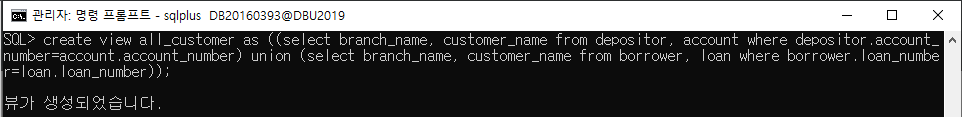 관리자: 명령 프롬프트 - sqlplus  DB20160393@DBU2019
SQL> create view all_customer as ((select branch_name, customer_name from depositor, account where depositor.account_
number=account.account_number) union (select branch_name, customer_name from borrower, loan where borrower.loan_numbe
r=loan.loan_number));
뷰가 생성되었습니다.